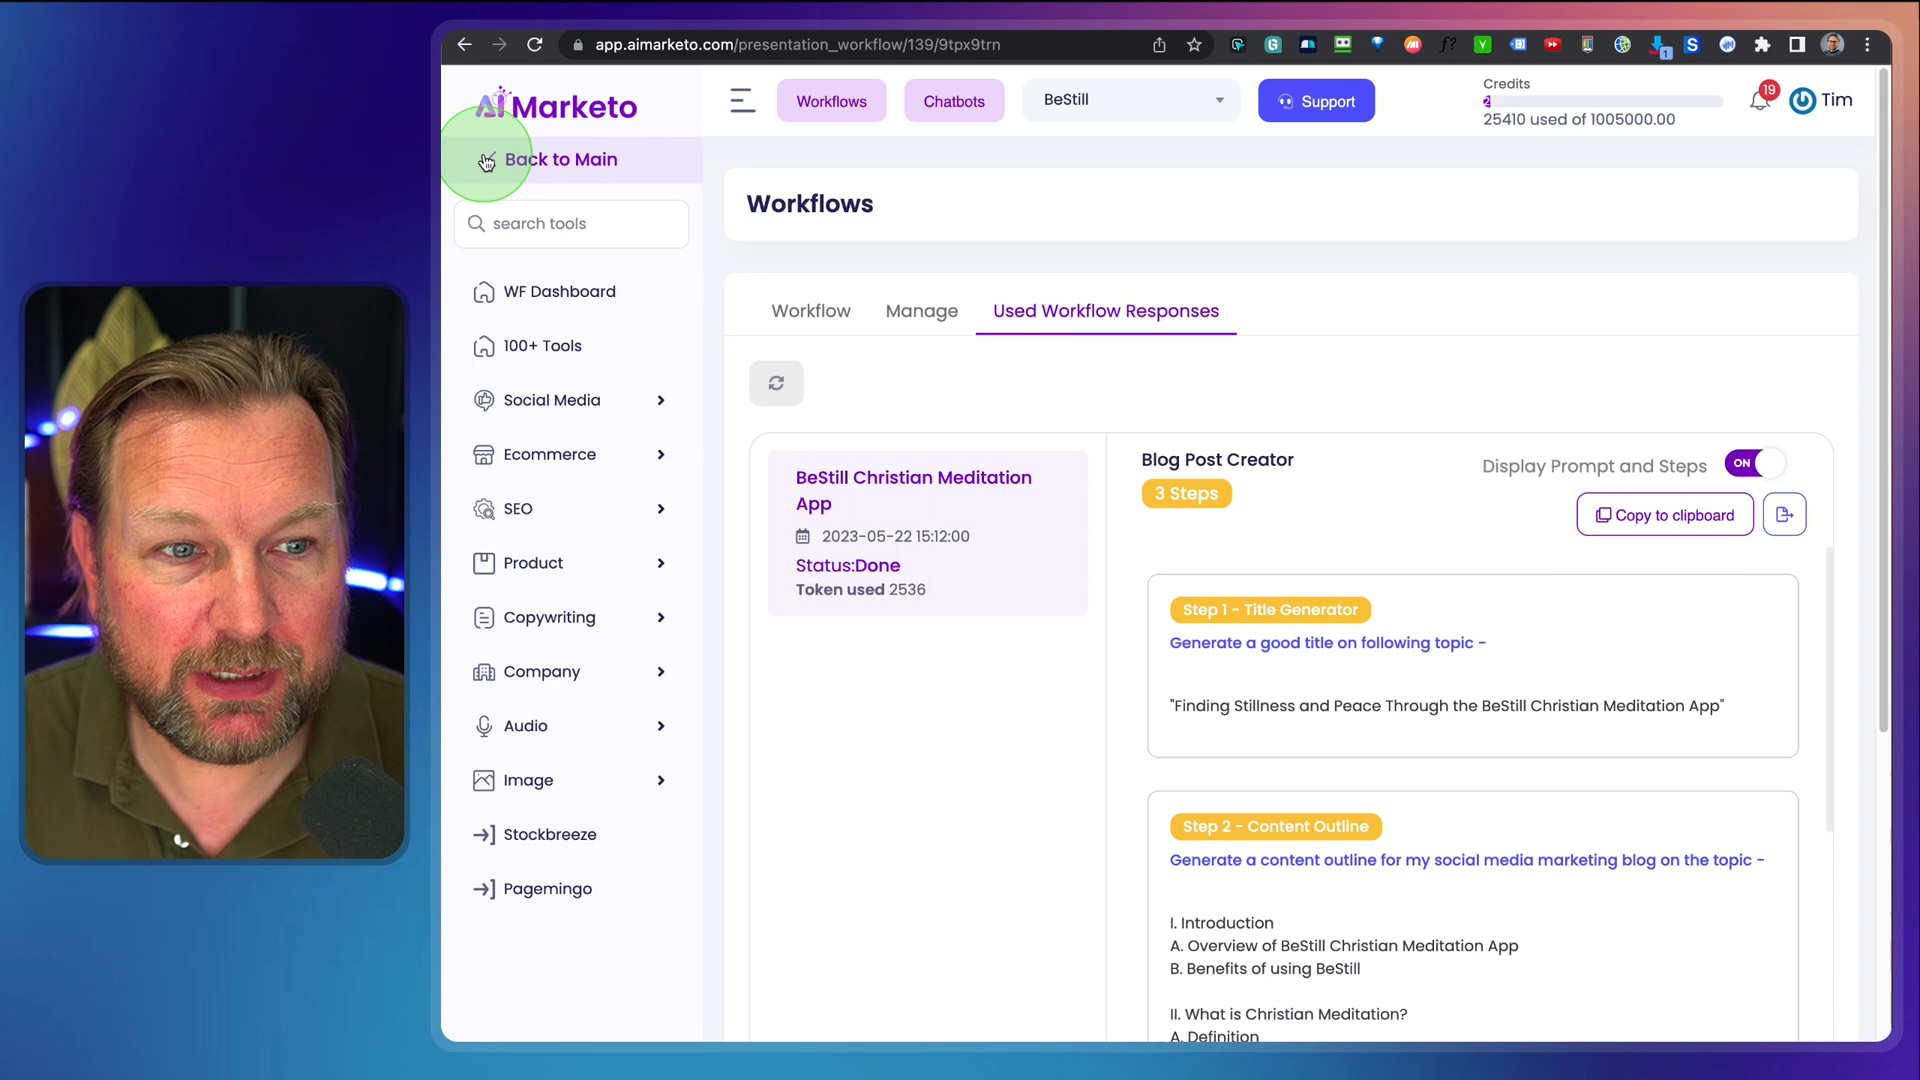 app.aimarketo.com/presentation_workflow/139/9tpx9trn
AI Marketo
Workflows
Chatbots
BeStill
Support
Credits
2
25410 used of 1005000.00
19
Tim
Back to Main
search tools
WF Dashboard
100+ Tools
Social Media
Ecommerce
SEO
Product
Copywriting
Company
Audio
Image
Stockbreeze
Pagemingo
Workflows
Workflow
Manage
Used Workflow Responses
BeStill Christian Meditation
App
2023-05-22 15:12:00
Status:Done
Token used 2536
Blog Post Creator
3 Steps
Display Prompt and Steps
ON
Copy to clipboard
Step 1 - Title Generator
Generate a good title on following topic -
"Finding Stillness and Peace Through the BeStill Christian Meditation App"
Step 2 - Content Outline
Generate a content outline for my social media marketing blog on the topic -
I. Introduction
A. Overview of BeStill Christian Meditation App
B. Benefits of using BeStill
II. What is Christian Meditation?
A. Definition